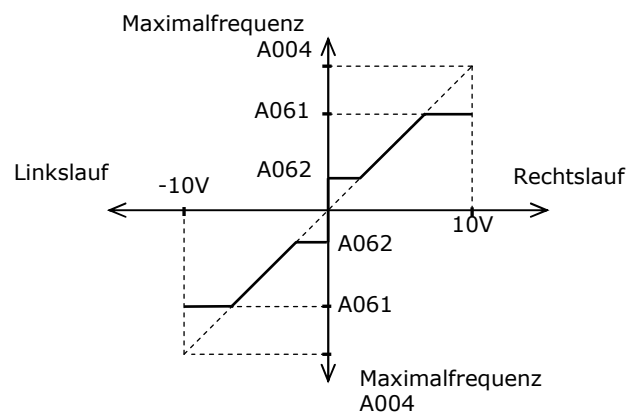 Maximalfrequenz
A004
A061
A062
Linkslauf
-10V
Rechtslauf
10V
A062
A061
Maximalfrequenz
A004